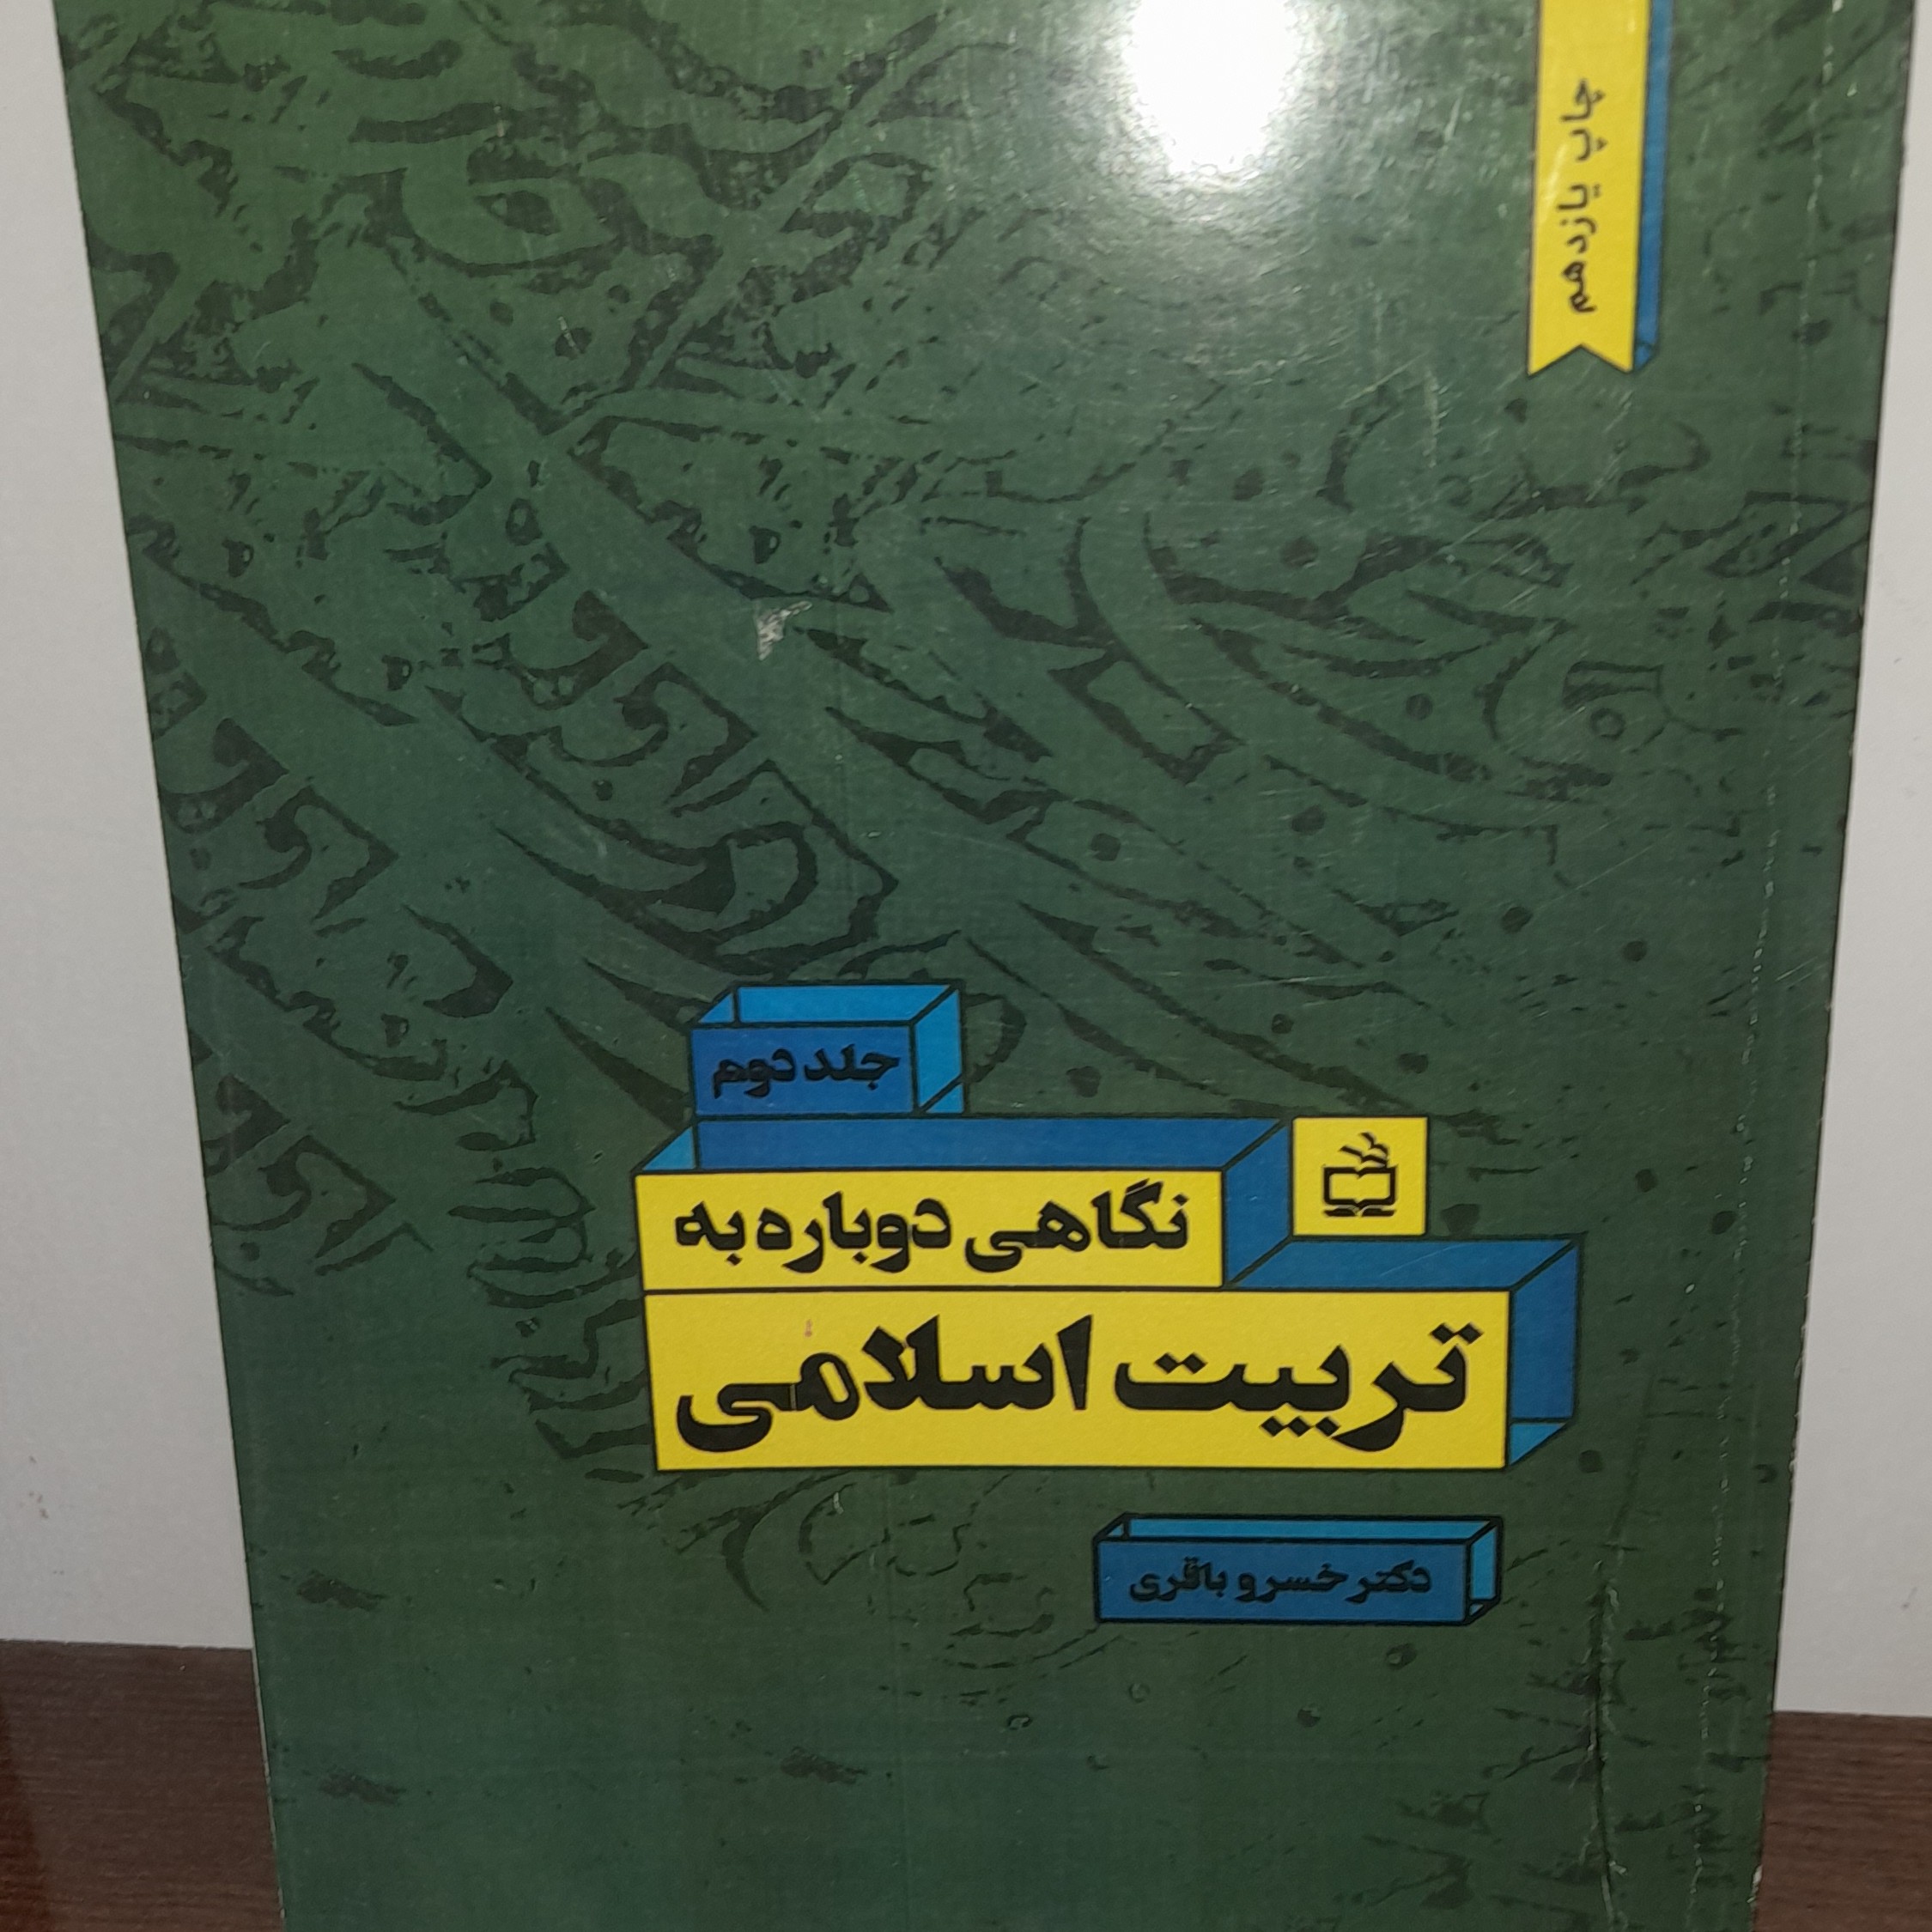 چاپ یازدهم
جلد دوم
نگاهی دوباره به
تربیت اسلامی
دکتر خسرو باقری